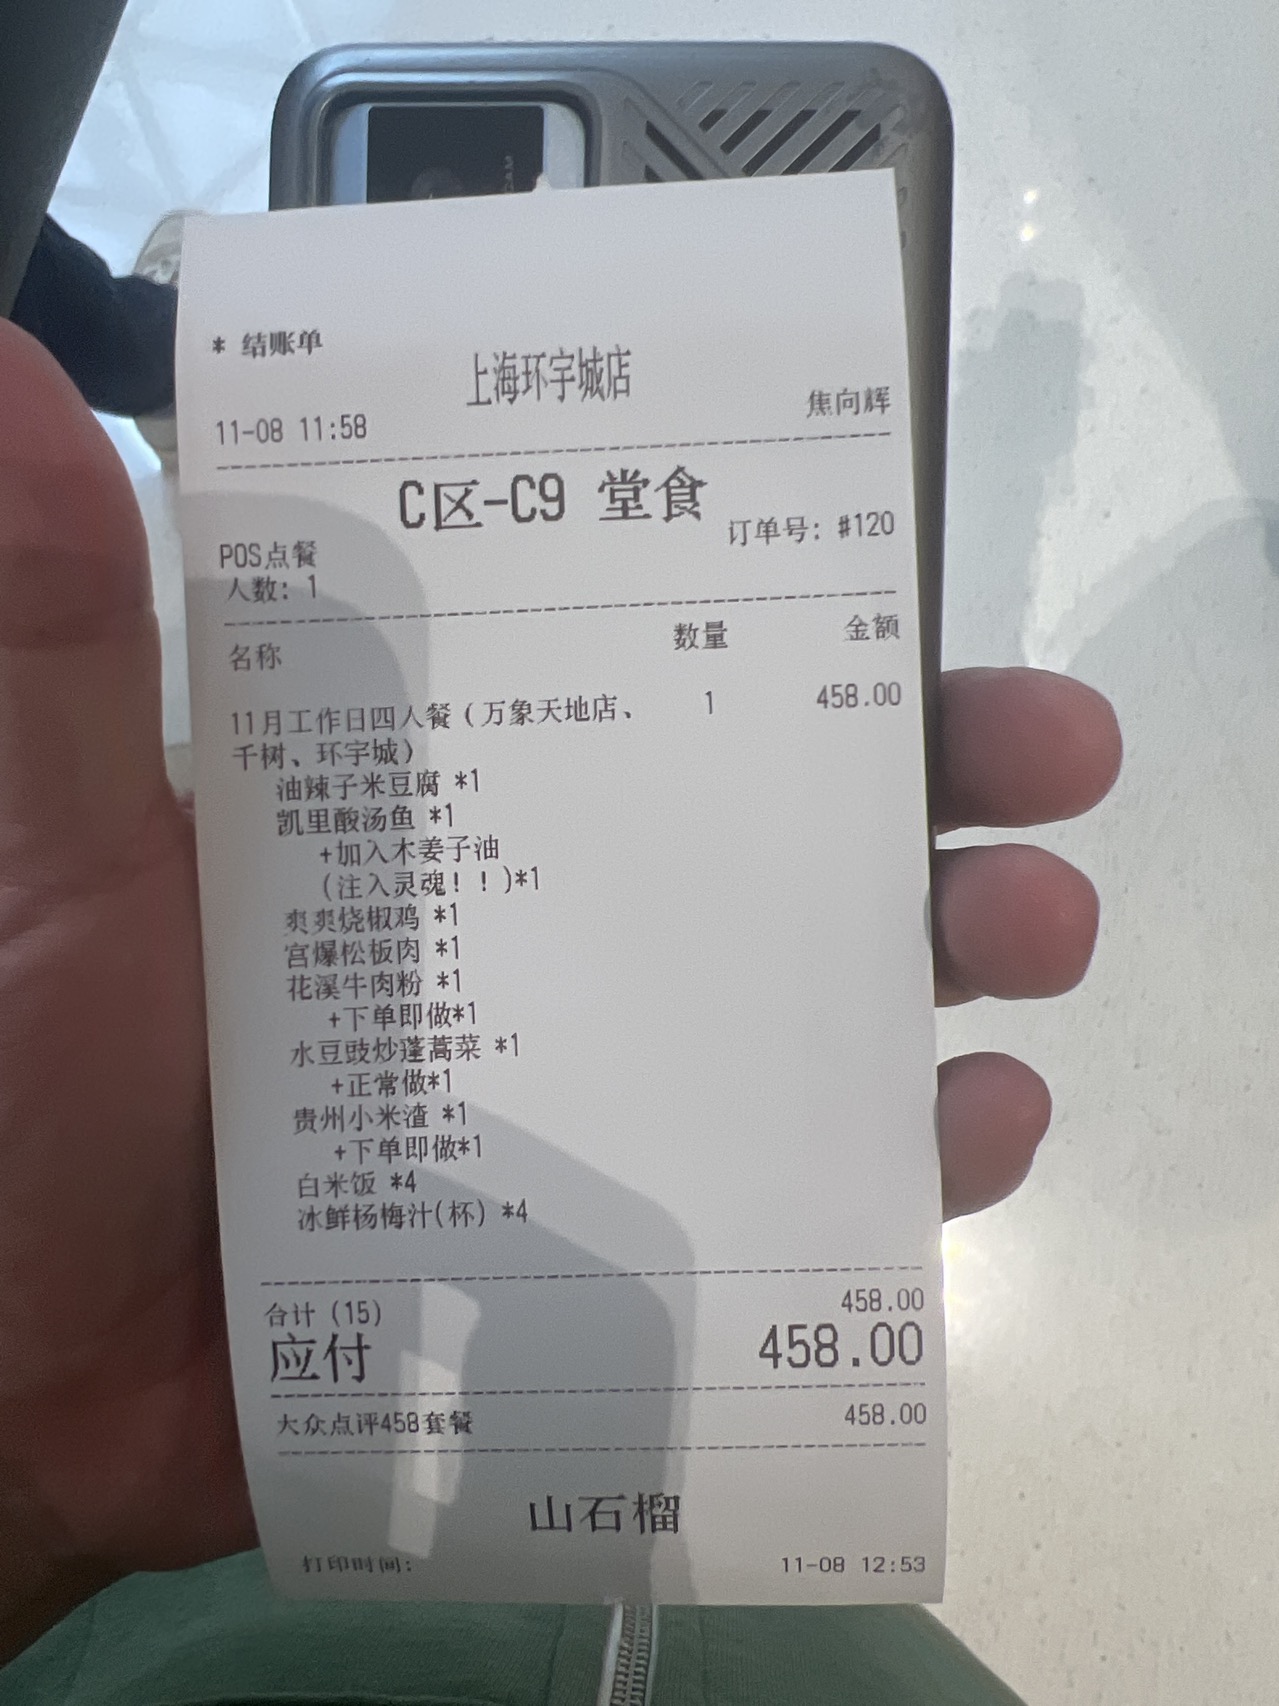 * 结账单
上海环宇城店
11-08 11:58 焦向辉
C区-C9 堂食
POS点餐 订单号: #120
人数: 1
名称 数量 金额
11月工作日四人餐(万象天地店、 1 458.00
千树、环宇城)
油辣子米豆腐 *1
凯里酸汤鱼 *1
+加入木姜子油
(注入灵魂!!)*1
爽爽烧椒鸡 *1
宫爆松板肉 *1
花溪牛肉粉 *1
+下单即做*1
水豆豉炒蓬蒿菜 *1
+正常做*1
贵州小米渣 *1
+下单即做*1
白米饭 *4
冰鲜杨梅汁(杯) *4
合计 (15) 458.00
应付 458.00
大众点评458套餐 458.00
山石榴
打印时间: 11-08 12:53